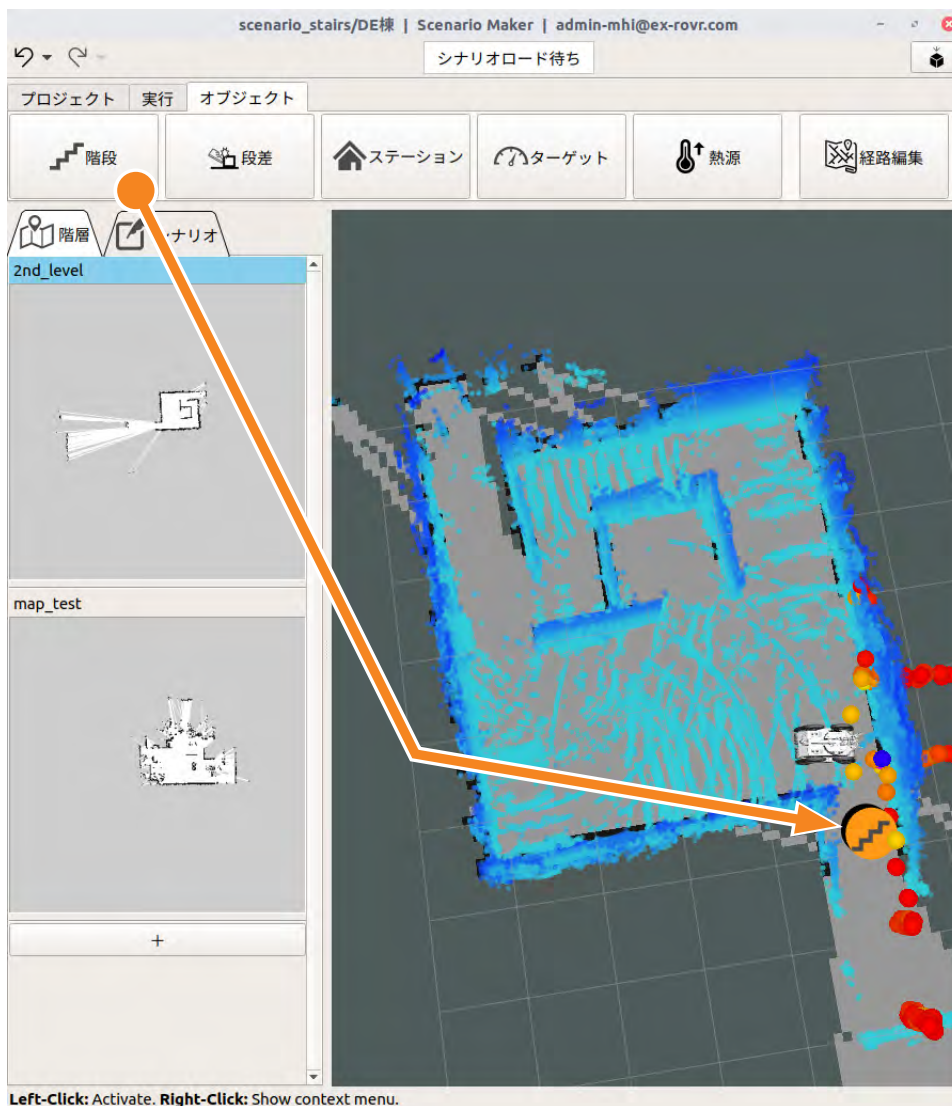 scenario_stairs/DE棟 | Scenario Maker | admin-mhi@ex-rovr.com
シナリオロード待ち
プロジェクト 実行 オブジェクト
階段 段差 ステーション ターゲット 熱源 経路編集
階層 ナリオ
2nd_level
map_test
+
Left-Click: Activate. Right-Click: Show context menu.